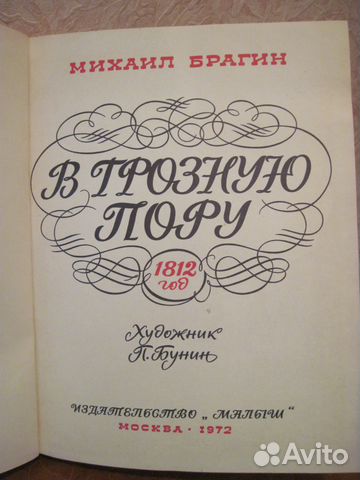 МИХАИЛ БРАГИН
В ГРОЗНУЮ
ПОРУ
1812
год
Художник
П. Бунин
ИЗДАТЕЛЬСТВО „МАЛЫШ"
МОСКВА · 1972
Avito